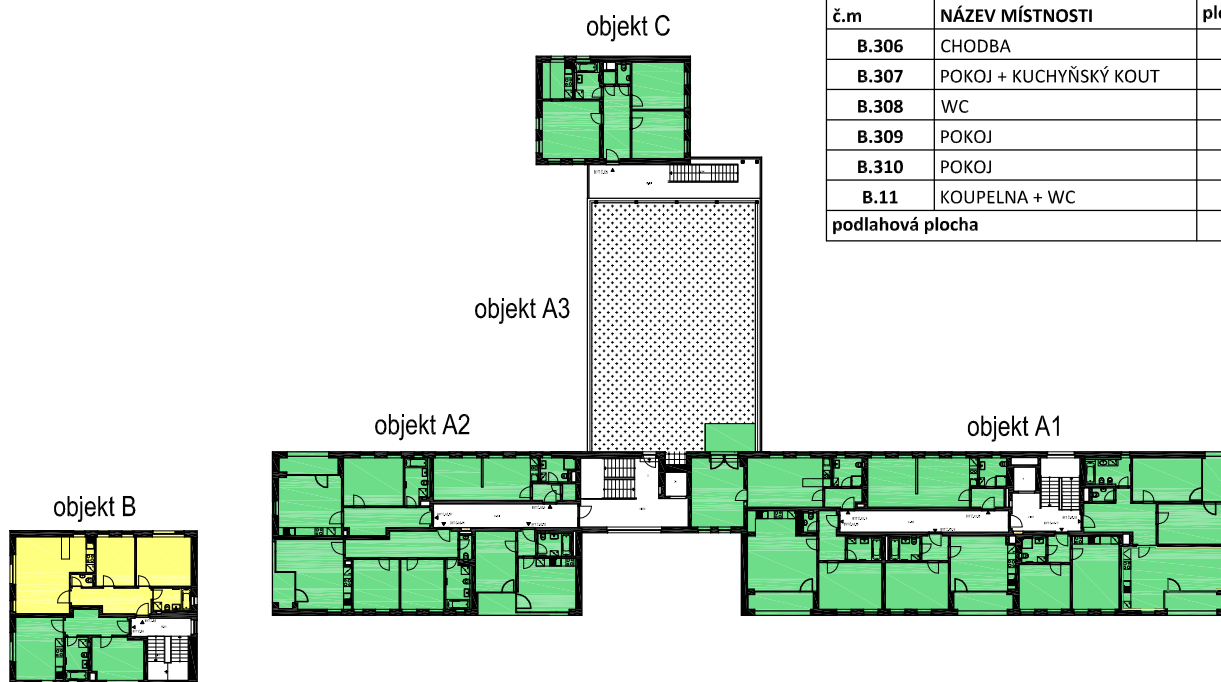 objekt C
č.m NÁZEV MÍSTNOSTI
B.306 CHODBA
B.307 POKOJ + KUCHYŇSKÝ KOUT
B.308 WC
B.309 POKOJ
B.310 POKOJ
B.11 KOUPELNA + WC
podlahová plocha
objekt A3
objekt A2
objekt A1
objekt B